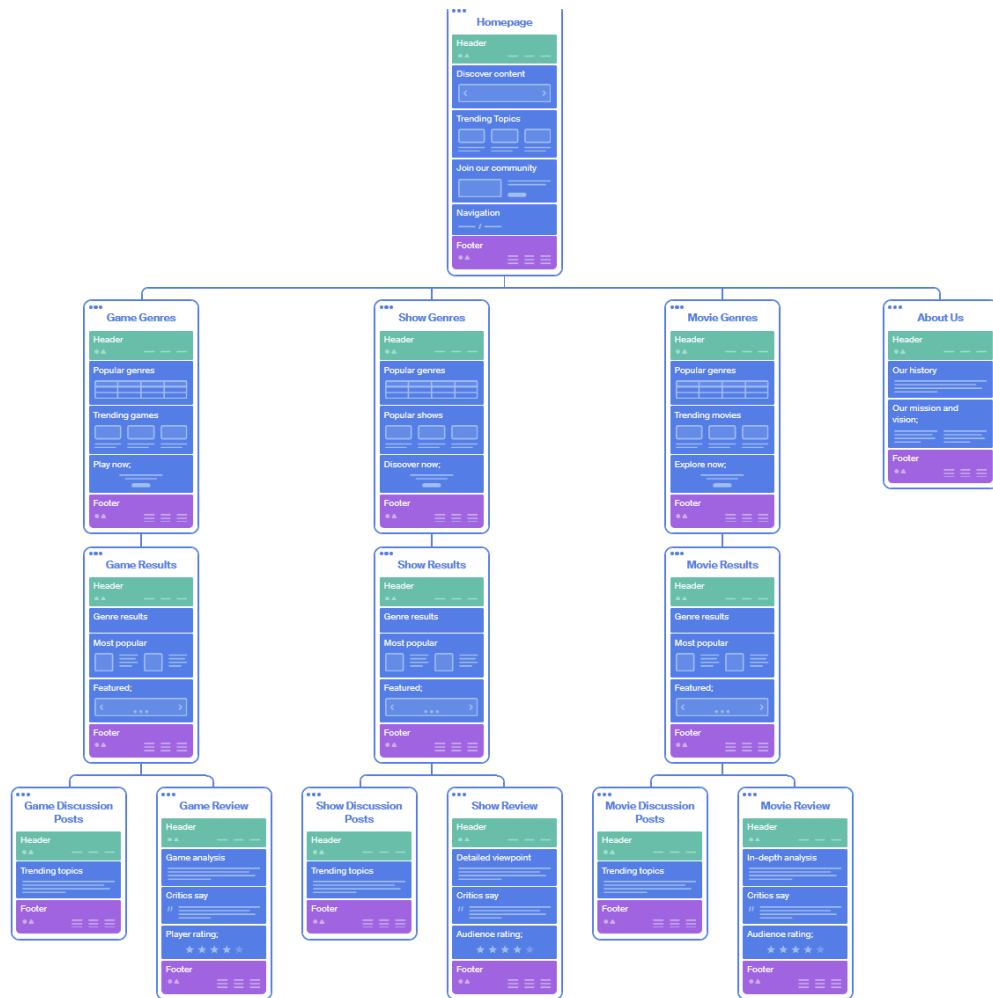 Homepage
Header
Discover content
Trending Topics
Join our community
Navigation
Footer
Game Genres
Header
Popular genres
Trending games
Play now;
Footer
Show Genres
Header
Popular genres
Popular shows
Discover now;
Footer
Movie Genres
Header
Popular genres
Trending movies
Explore now;
Footer
About Us
Header
Our history
Our mission and
vision;
Footer
Game Results
Header
Genre results
Most popular
Featured;
Footer
Show Results
Header
Genre results
Most popular
Featured;
Footer
Movie Results
Header
Genre results
Most popular
Featured;
Footer
Game Discussion
Posts
Header
Trending topics
Footer
Game Review
Header
Game analysis
Critics say
Player rating;
Footer
Show Discussion
Posts
Header
Trending topics
Footer
Show Review
Header
Detailed viewpoint
Critics say
Audience rating;
Footer
Movie Discussion
Posts
Header
Trending topics
Footer
Movie Review
Header
In-depth analysis
Critics say
Audience rating;
Footer